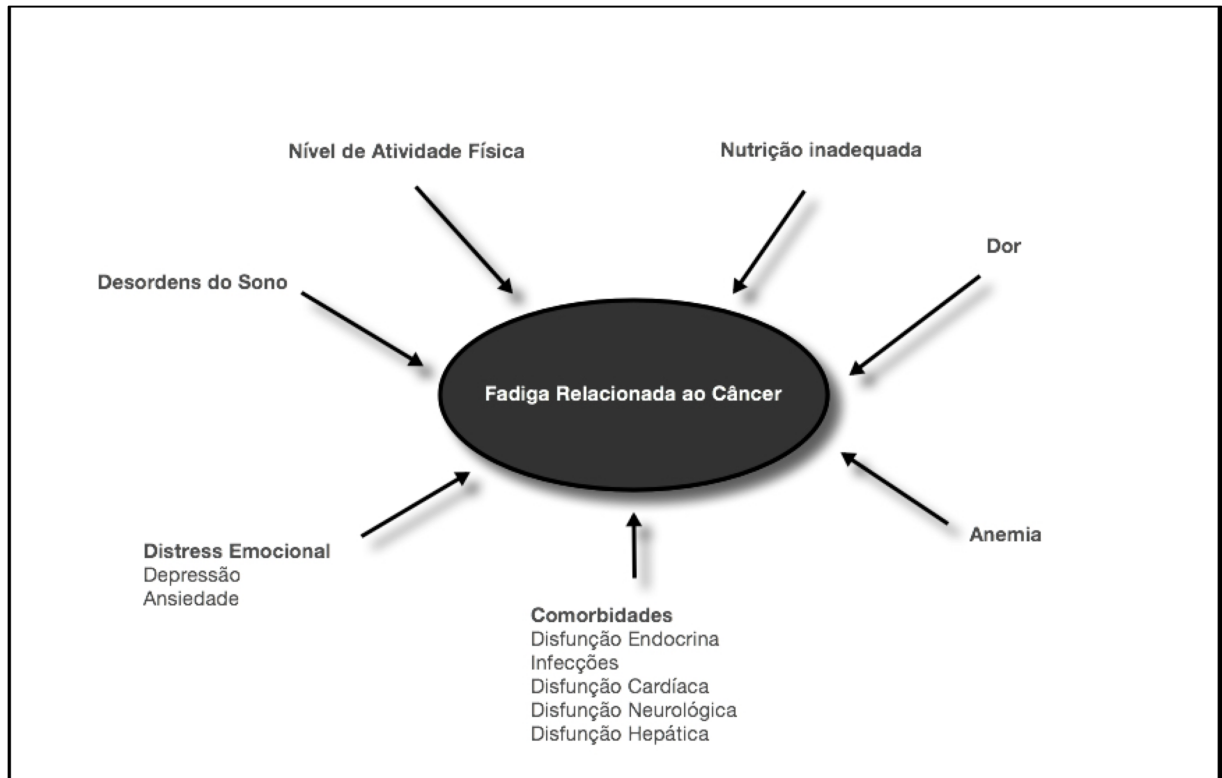 Nível de Atividade Física
Nutrição inadequada
Dor
Desordens do Sono
Fadiga Relacionada ao Câncer
Anemia
Distress Emocional
Depressão
Ansiedade
Comorbidades
Disfunção Endocrina
Infecções
Disfunção Cardíaca
Disfunção Neurológica
Disfunção Hepática